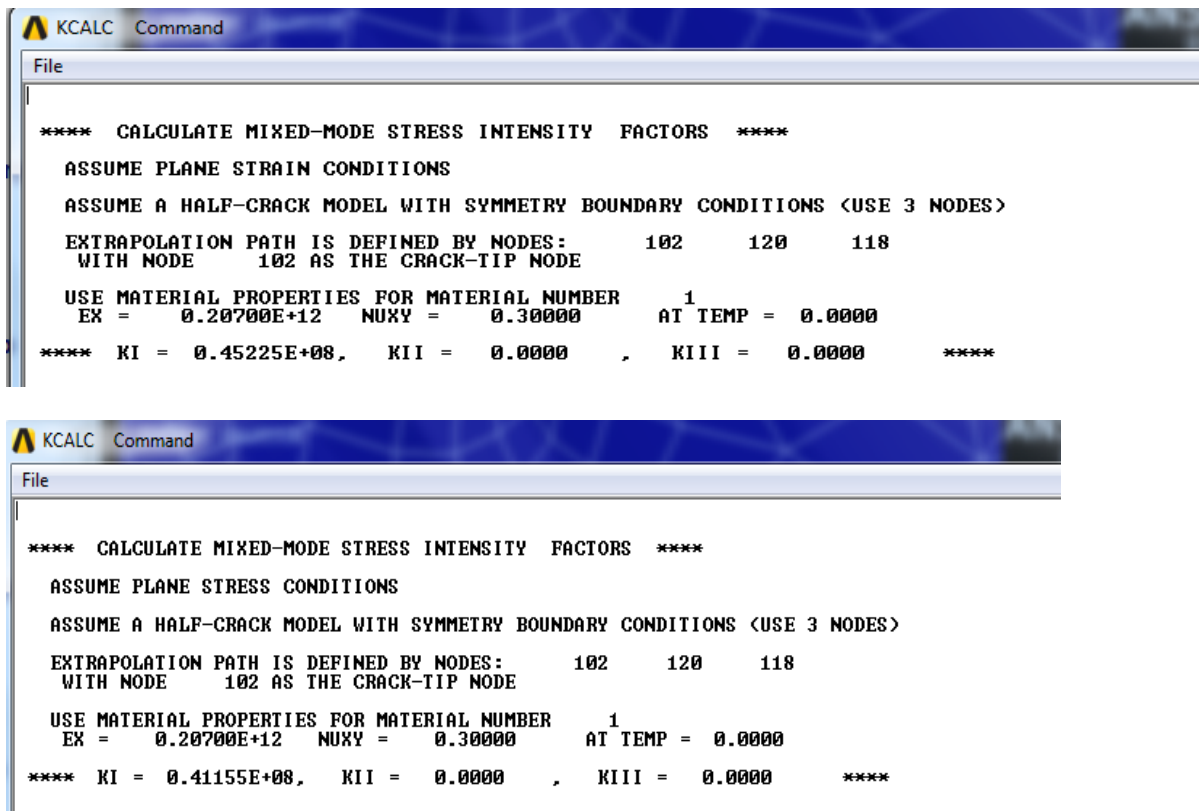 KCALC Command
File
**** CALCULATE MIXED-MODE STRESS INTENSITY FACTORS ****
ASSUME PLANE STRAIN CONDITIONS
ASSUME A HALF-CRACK MODEL WITH SYMMETRY BOUNDARY CONDITIONS (USE 3 NODES)
EXTRAPOLATION PATH IS DEFINED BY NODES: 102 120 118
WITH NODE 102 AS THE CRACK-TIP NODE
USE MATERIAL PROPERTIES FOR MATERIAL NUMBER 1
EX = 0.20700E+12 NUXY = 0.30000 AT TEMP = 0.0000
**** KI = 0.45225E+08, KII = 0.0000 , KIII = 0.0000 ****
KCALC Command
File
**** CALCULATE MIXED-MODE STRESS INTENSITY FACTORS ****
ASSUME PLANE STRESS CONDITIONS
ASSUME A HALF-CRACK MODEL WITH SYMMETRY BOUNDARY CONDITIONS (USE 3 NODES)
EXTRAPOLATION PATH IS DEFINED BY NODES: 102 120 118
WITH NODE 102 AS THE CRACK-TIP NODE
USE MATERIAL PROPERTIES FOR MATERIAL NUMBER 1
EX = 0.20700E+12 NUXY = 0.30000 AT TEMP = 0.0000
**** KI = 0.41155E+08, KII = 0.0000 , KIII = 0.0000 ****